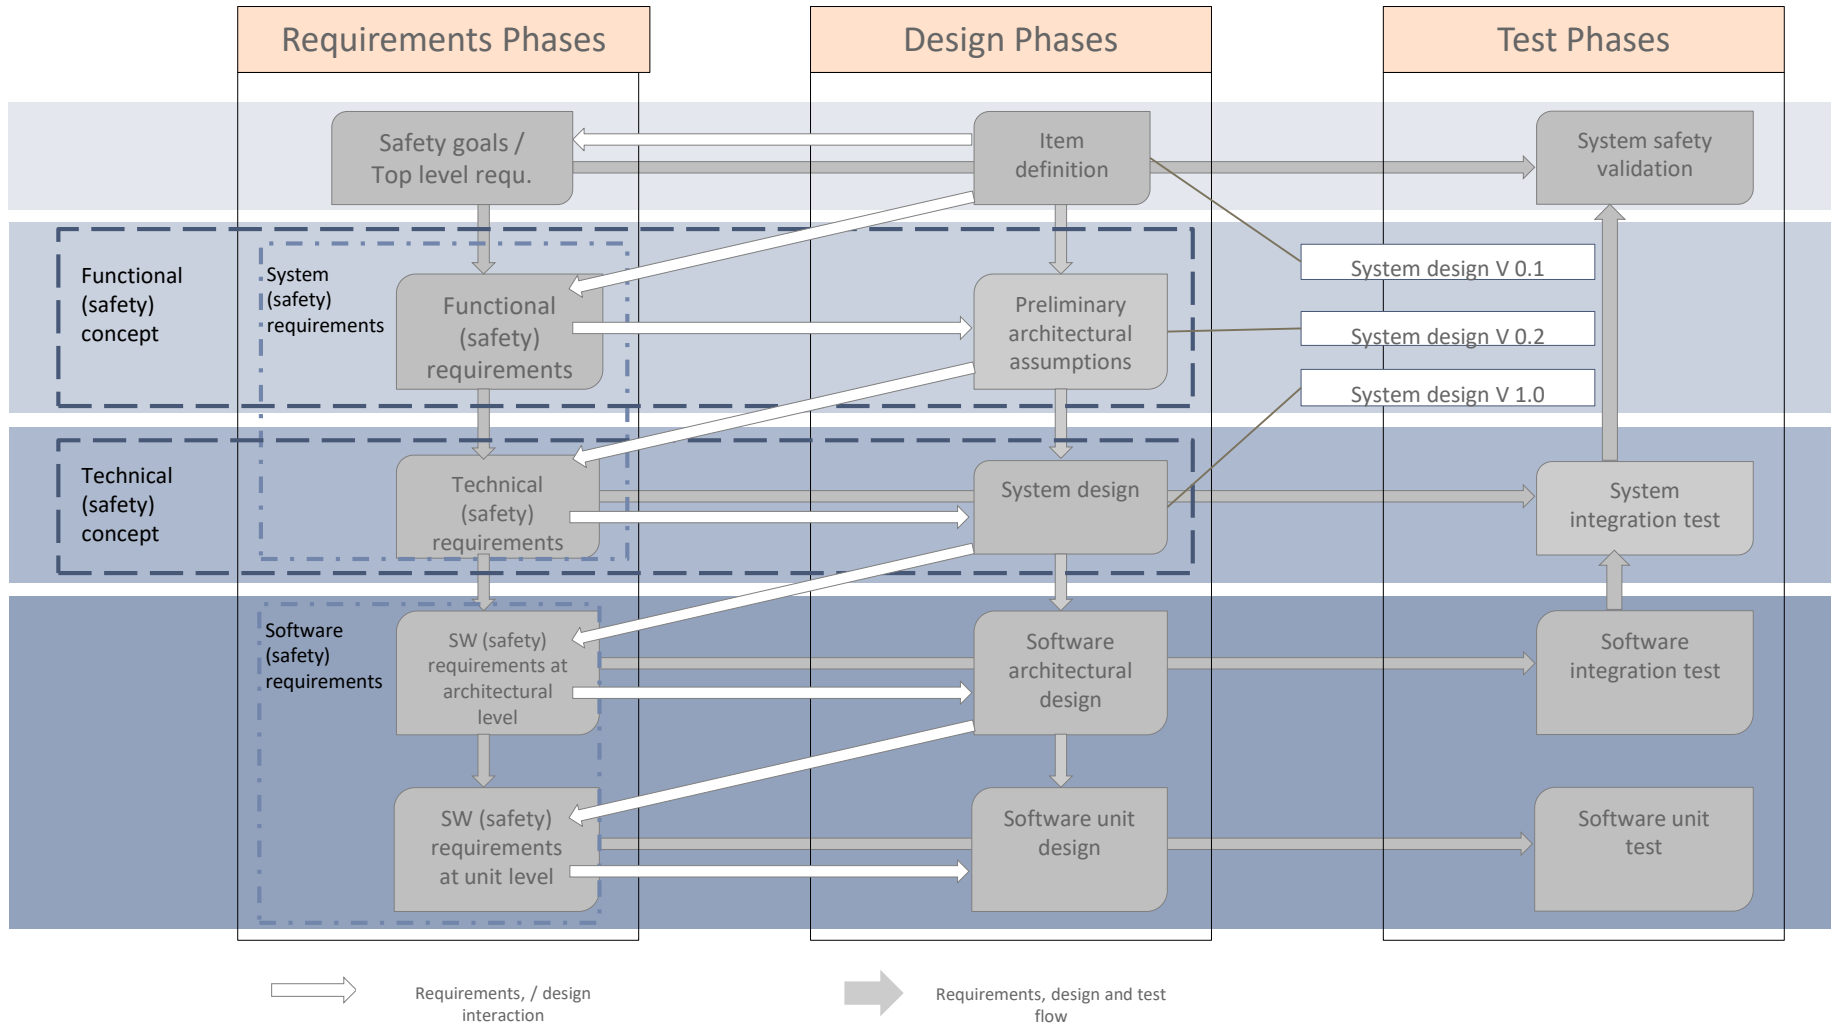 Requirements Phases
Design Phases
Test Phases
Safety goals /
Top level requ.
Item
definition
System safety
validation
Functional
(safety)
concept
System
(safety)
requirements
Functional
(safety)
requirements
Preliminary
architectural
assumptions
System design V 0.1
System design V 0.2
System design V 1.0
Technical
(safety)
concept
Technical
(safety)
requirements
System design
System
integration test
Software
(safety)
requirements
SW (safety)
requirements at
architectural
level
Software
architectural
design
Software
integration test
SW (safety)
requirements
at unit level
Software unit
design
Software unit
test
Requirements, / design
interaction
Requirements, design and test
flow